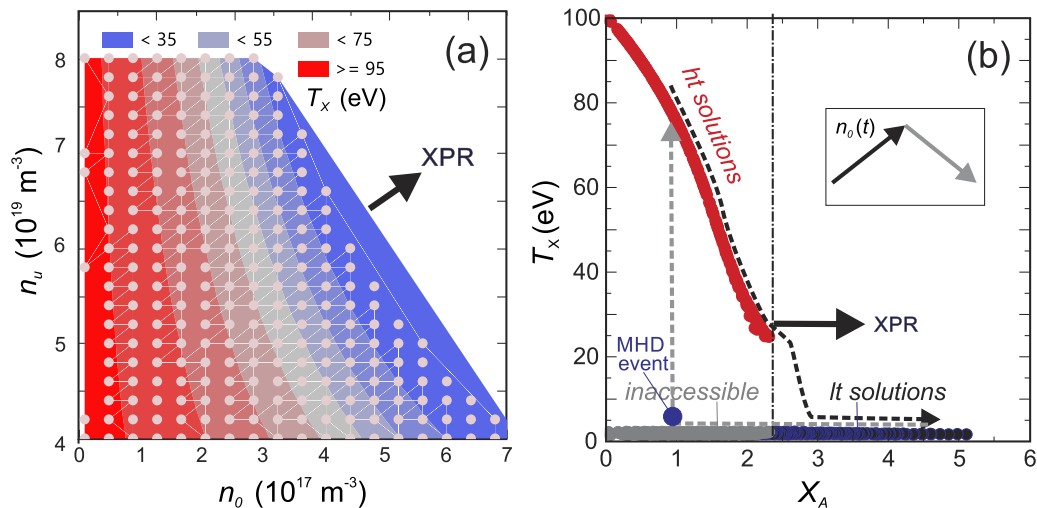 < 35 < 55 < 75
>= 95
T_X (eV)
(a)
XPR
n_u (10^19 m^-3)
8
7
6
5
4
0 1 2 3 4 5 6 7
n_0 (10^17 m^-3)
(b)
T_X (eV)
100
80
60
40
20
0
ht solutions
n_0(t)
XPR
MHD
event
inaccessible
lt solutions
0 1 2 3 4 5 6
X_A